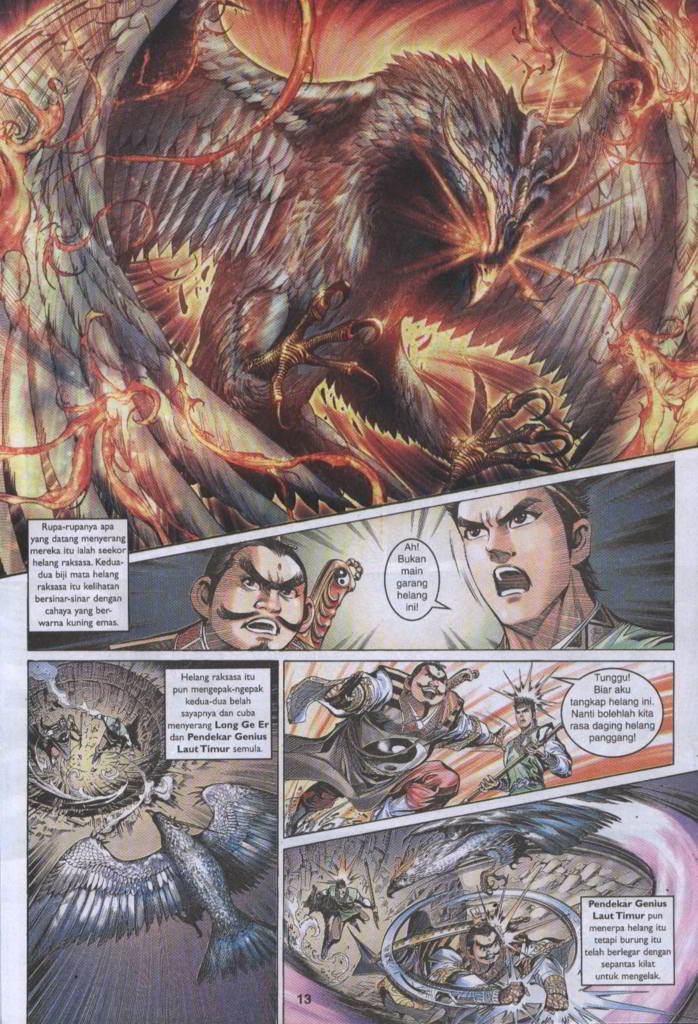 Rupa-rupanya apa
yang datang menyerang
mereka itu ialah seekor
helang raksasa. Kedua-
dua biji mata helang
raksasa itu kelihatan
bersinar-sinar dengan
cahaya yang ber-
warna kuning emas.
Ah!
Bukan
main
garang
helang
ini!
Helang raksasa itu
pun mengepak-ngepak
kedua-dua belah
sayapnya dan cuba
menyerang Long Ge Er
dan Pendekar Genius
Laut Timur semula.
Tunggu!
Biar aku
tangkap helang ini.
Nanti bolehlah kita
rasa daging helang
panggang!
Pendekar Genius
Laut Timur pun
menerpa helang itu
tetapi burung itu
telah berlegar dengan
sepantas kilat
untuk mengelak.
13